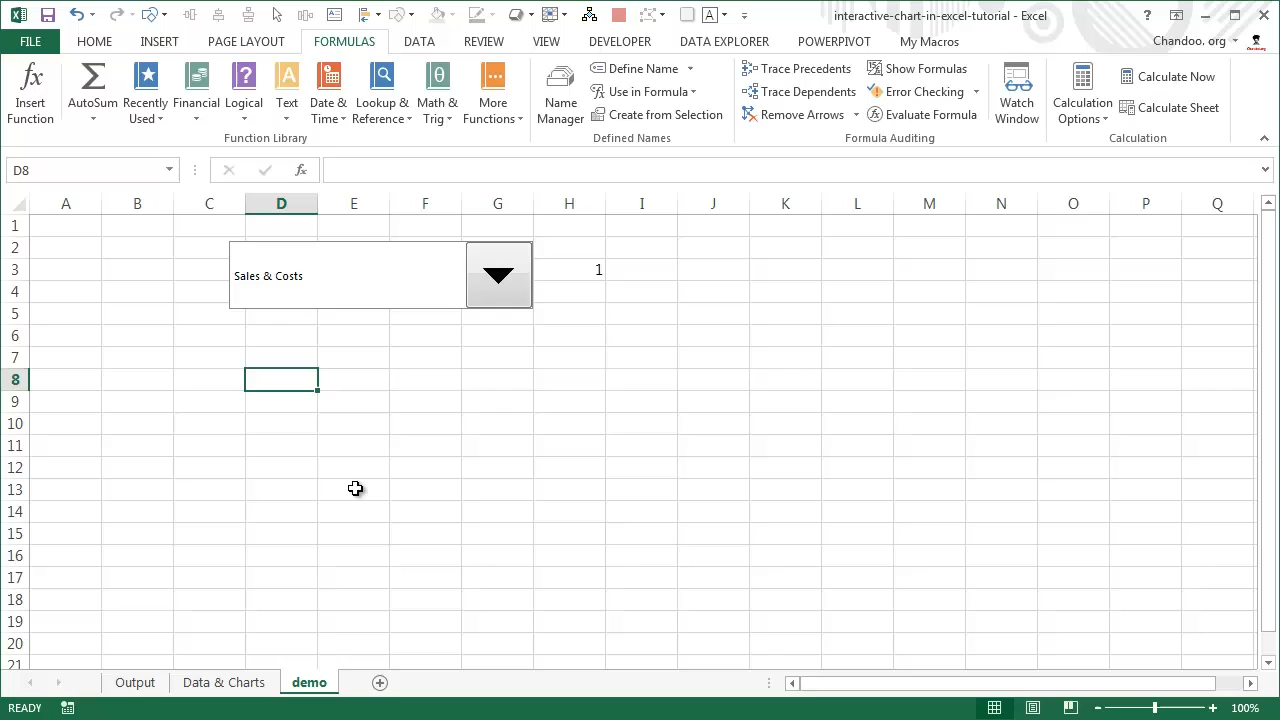 interactive-chart-in-excel-tutorial - Excel
FILE HOME INSERT PAGE LAYOUT FORMULAS DATA REVIEW VIEW DEVELOPER DATA EXPLORER POWERPIVOT My Macros Chandoo. org
Insert Function
AutoSum
Recently Used
Financial
Logical
Text
Date & Time
Lookup & Reference
Math & Trig
More Functions
Function Library
Name Manager
Define Name
Use in Formula
Create from Selection
Defined Names
Trace Precedents
Trace Dependents
Remove Arrows
Show Formulas
Error Checking
Evaluate Formula
Formula Auditing
Watch Window
Calculation Options
Calculate Now
Calculate Sheet
Calculation
D8 fx
A B C D E F G H I J K L M N O P Q
1
2
3 1
Sales & Costs
4
5
6
7
8
9
10
11
12
13
14
15
16
17
18
19
20
21
Output Data & Charts demo
READY 100%